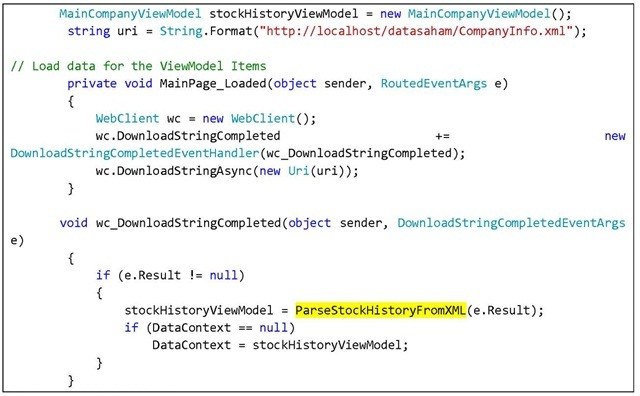 MainCompanyViewModel stockHistoryViewModel = new MainCompanyViewModel();
string uri = String.Format("http://localhost/datasaham/CompanyInfo.xml");
// Load data for the ViewModel Items
private void MainPage_Loaded(object sender, RoutedEventArgs e)
{
WebClient wc = new WebClient();
wc.DownloadStringCompleted += new
DownloadStringCompletedEventHandler(wc_DownloadStringCompleted);
wc.DownloadStringAsync(new Uri(uri));
}
void wc_DownloadStringCompleted(object sender, DownloadStringCompletedEventArgs
e)
{
if (e.Result != null)
{
stockHistoryViewModel = ParseStockHistoryFromXML(e.Result);
if (DataContext == null)
DataContext = stockHistoryViewModel;
}
}